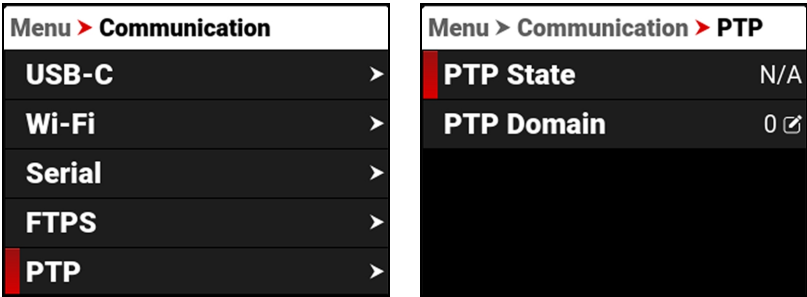 Menu > Communication
USB-C
Wi-Fi
Serial
FTPS
PTP
Menu > Communication > PTP
PTP State N/A
PTP Domain 0